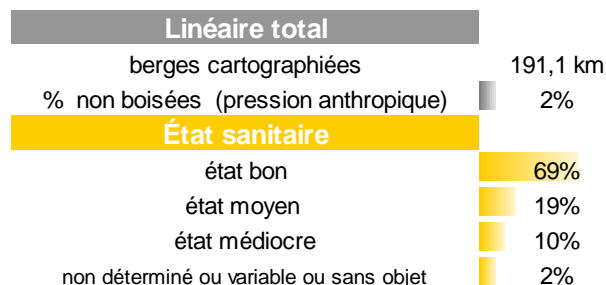 Linéaire total
berges cartographiées 191,1 km
% non boisées (pression anthropique) 2%
État sanitaire
état bon 69%
état moyen 19%
état médiocre 10%
non déterminé ou variable ou sans objet 2%